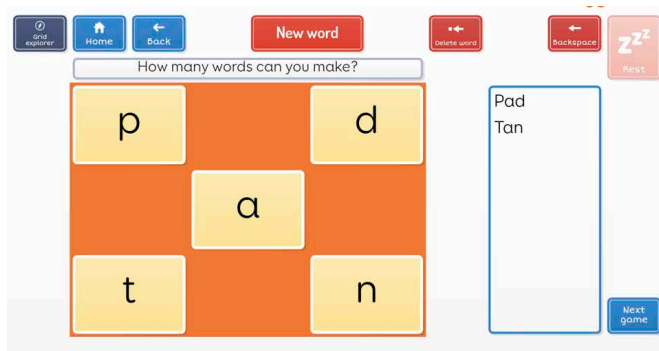 Grid
explorer
Home
Back
New word
Delete word
Backspace
zzz
Rest
How many words can you make?
p
d
a
t
n
Pad
Tan
Next
game